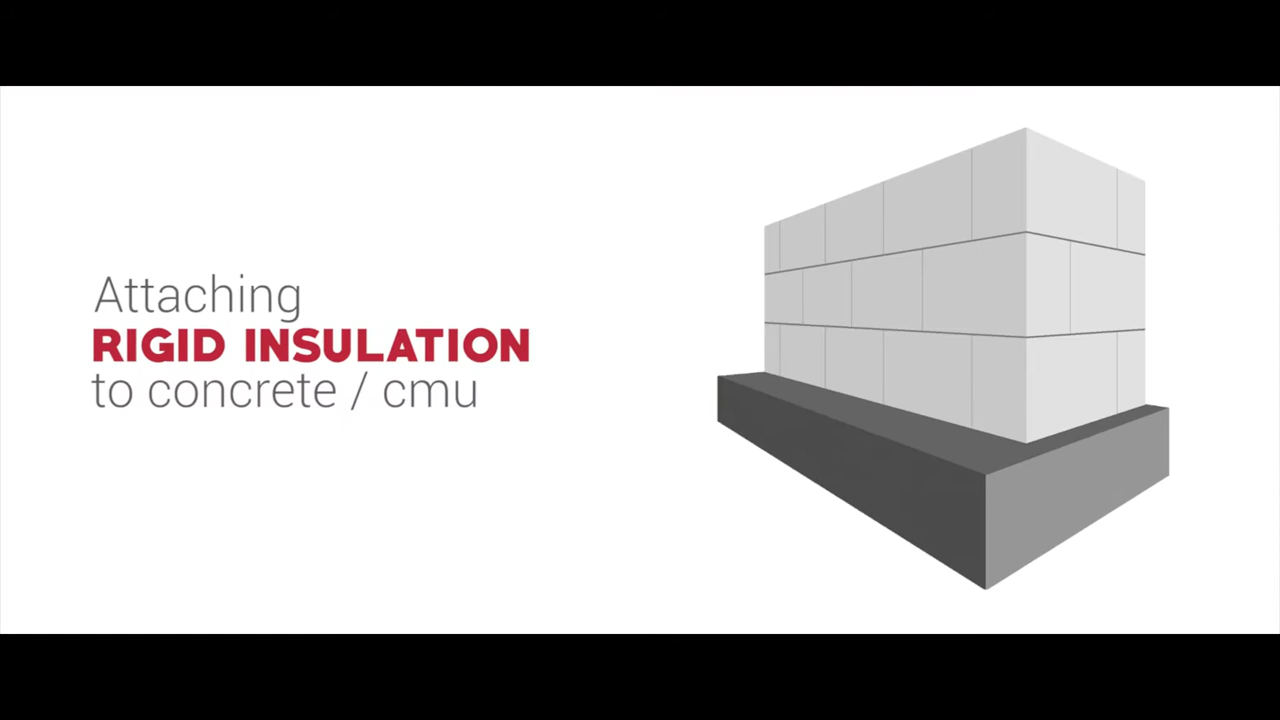 Attaching
RIGID INSULATION
to concrete / cmu